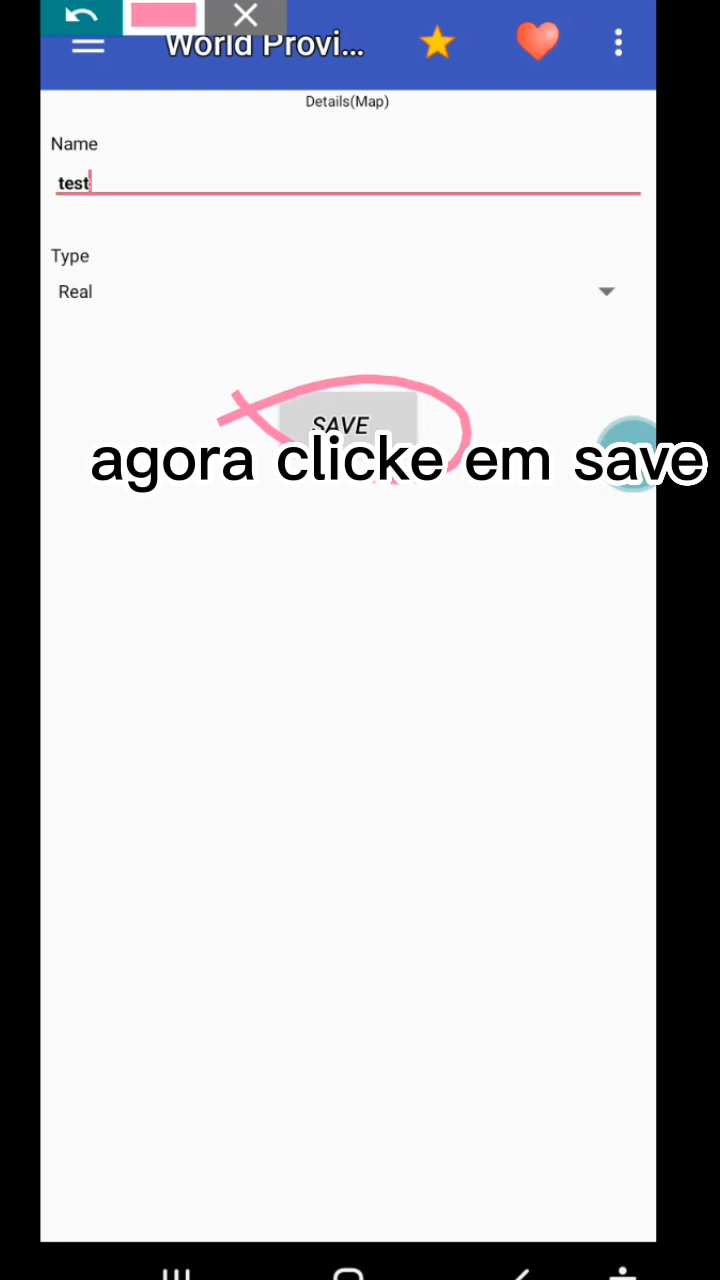 World Provi...
Details(Map)
Name
test
Type
Real
SAVE
agora clicke em save